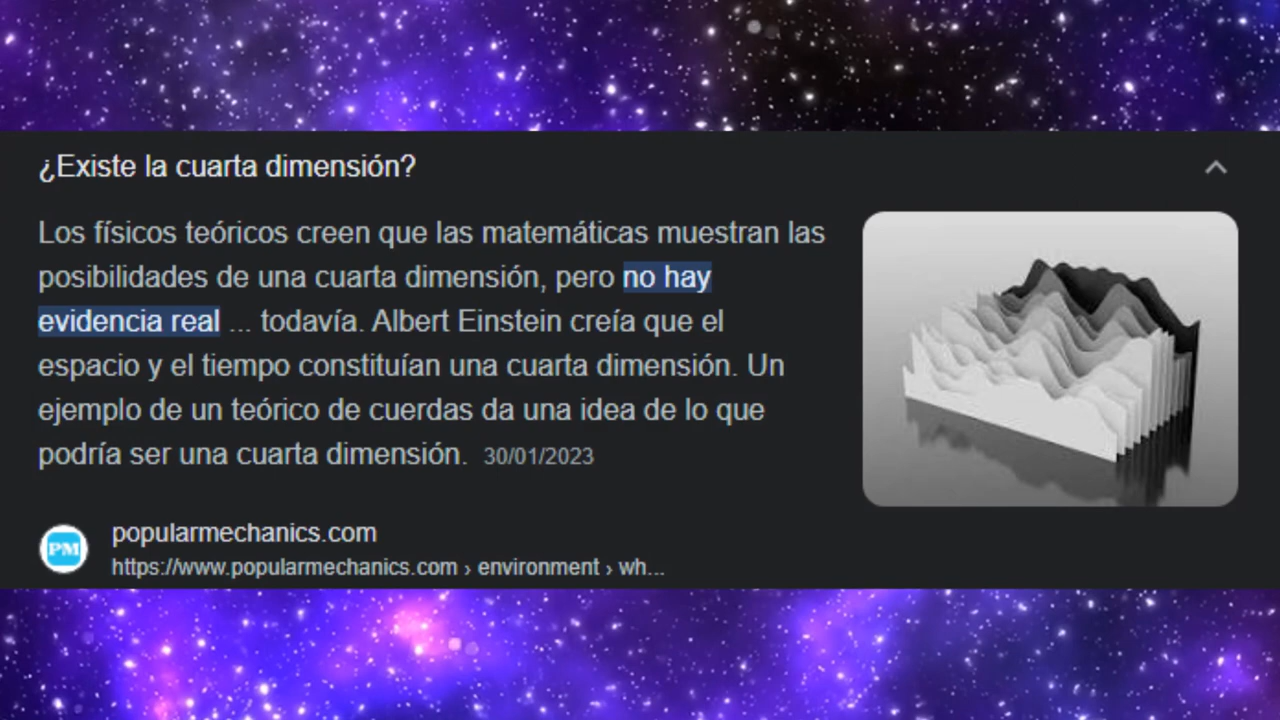 ¿Existe la cuarta dimensión?
Los físicos teóricos creen que las matemáticas muestran las
posibilidades de una cuarta dimensión, pero no hay
evidencia real ... todavía. Albert Einstein creía que el
espacio y el tiempo constituían una cuarta dimensión. Un
ejemplo de un teórico de cuerdas da una idea de lo que
podría ser una cuarta dimensión. 30/01/2023
PM
popularmechanics.com
https://www.popularmechanics.com › environment › wh...